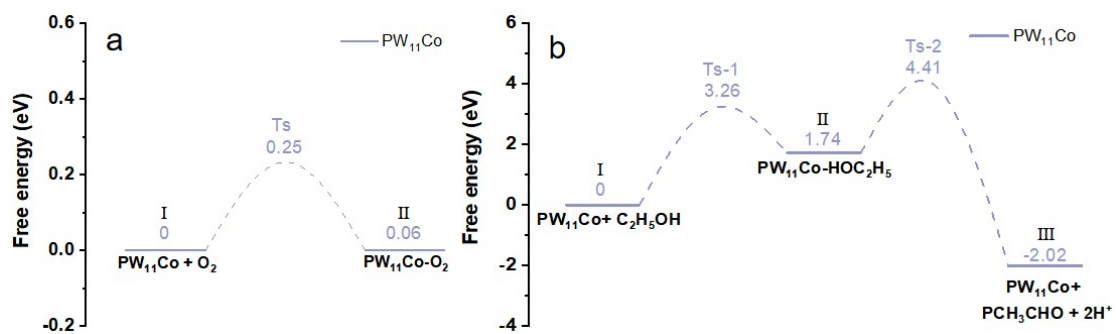 a
PW₁₁Co
Free energy (eV)
0.6
0.4
0.2
0.0
-0.2
Ts
0.25
I
0
PW₁₁Co + O₂
II
0.06
PW₁₁Co-O₂
b
PW₁₁Co
Free energy (eV)
6
4
2
0
-2
-4
Ts-1
3.26
Ts-2
4.41
I
0
PW₁₁Co+ C₂H₅OH
II
1.74
PW₁₁Co-HOC₂H₅
III
-2.02
PW₁₁Co+
PCH₃CHO + 2H⁺